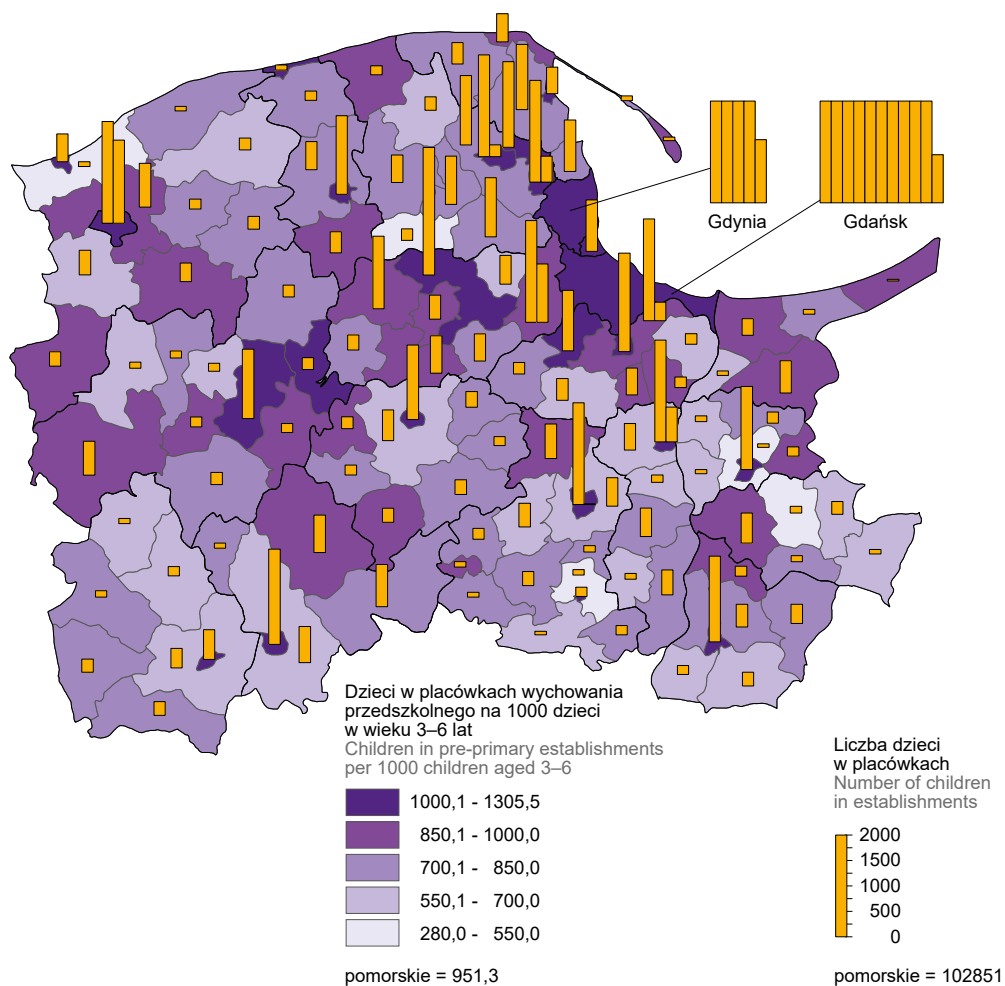 Gdynia
Gdańsk
Dzieci w placówkach wychowania
przedszkolnego na 1000 dzieci
w wieku 3–6 lat
Children in pre-primary establishments
per 1000 children aged 3–6
1000,1 - 1305,5
850,1 - 1000,0
700,1 - 850,0
550,1 - 700,0
280,0 - 550,0
pomorskie = 951,3
Liczba dzieci
w placówkach
Number of children
in establishments
2000
1500
1000
500
0
pomorskie = 102851